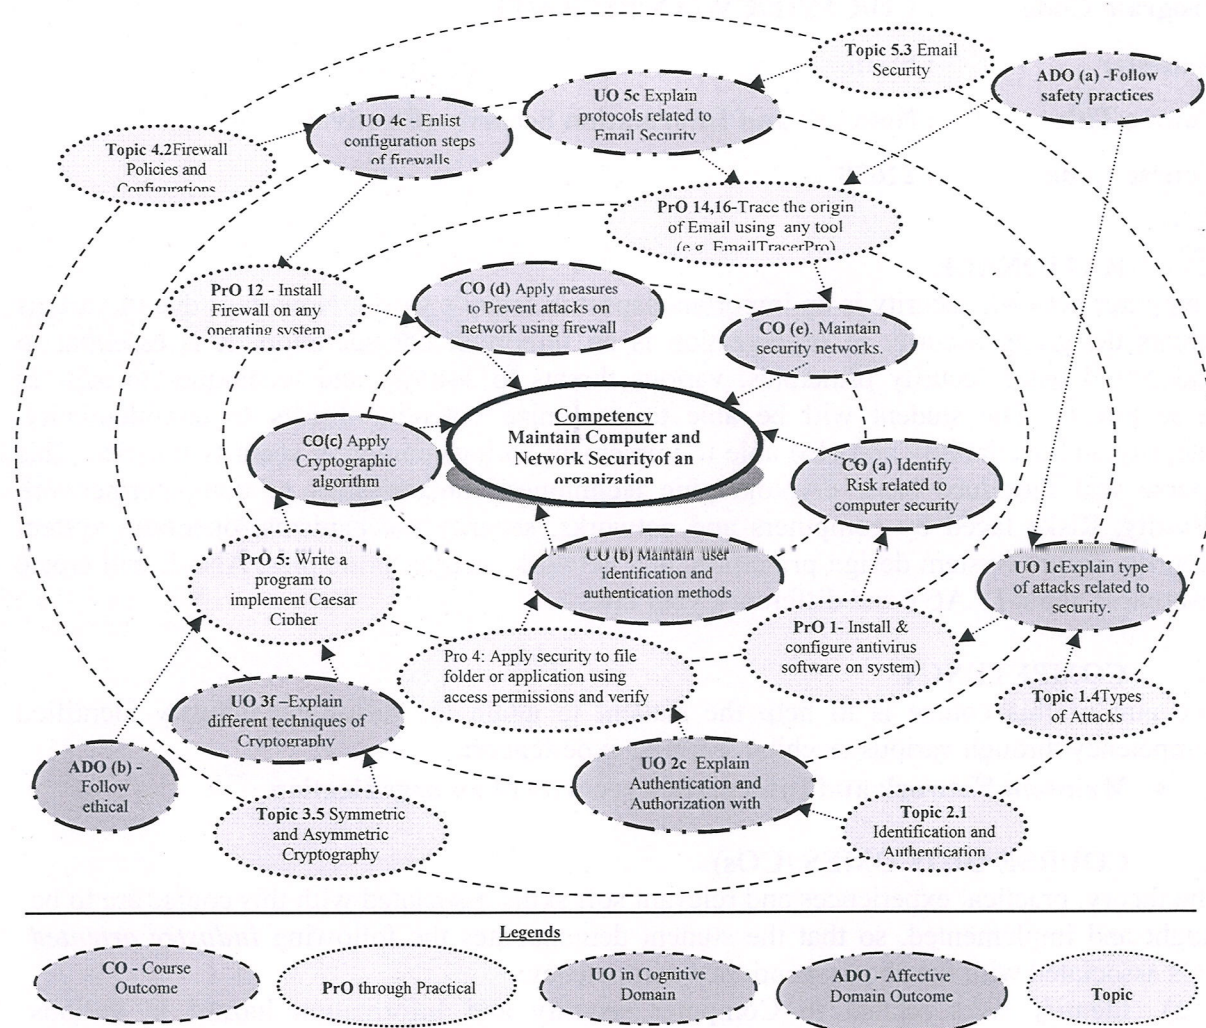 Topic 5.3 Email
Security
ADO (a) -Follow
safety practices
UO 5c Explain
protocols related to
Email Security
UO 4c - Enlist
configuration steps
of firewalls
Topic 4.2Firewall
Policies and
Configurations
PrO 14,16-Trace the origin
of Email using any tool
(e.g. EmailTracerPro)
PrO 12 - Install
Firewall on any
operating system
CO (d) Apply measures
to Prevent attacks on
network using firewall
CO (e). Maintain
security networks.
Competency
Maintain Computer and
Network Securityof an
organization
CO(c) Apply
Cryptographic
algorithm
CO (a) Identify
Risk related to
computer security
CO (b) Maintain user
identification and
authentication methods
PrO 5: Write a
program to
implement Caesar
Cipher
UO 1cExplain type
of attacks related to
security.
PrO 1- Install &
configure antivirus
software on system)
Pro 4: Apply security to file
folder or application using
access permissions and verify
UO 3f –Explain
different techniques of
Cryptography
Topic 1.4Types
of Attacks
ADO (b) -
Follow
ethical
UO 2c Explain
Authentication and
Authorization with
Topic 3.5 Symmetric
and Asymmetric
Cryptography
Topic 2.1
Identification and
Authentication
Legends
CO - Course
Outcome
PrO through Practical
UO in Cognitive
Domain
ADO - Affective
Domain Outcome
Topic